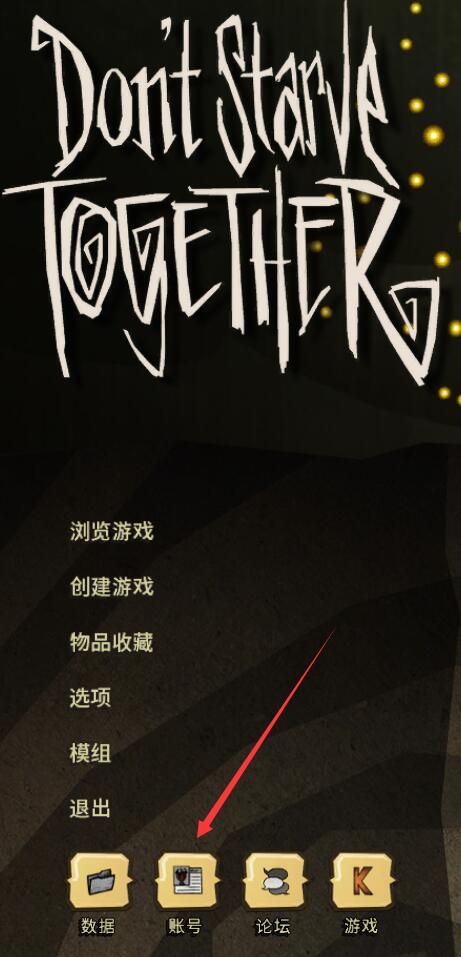 Don't Starve
TOGETHER
浏览游戏
创建游戏
物品收藏
选项
模组
退出
数据 账号 论坛 游戏